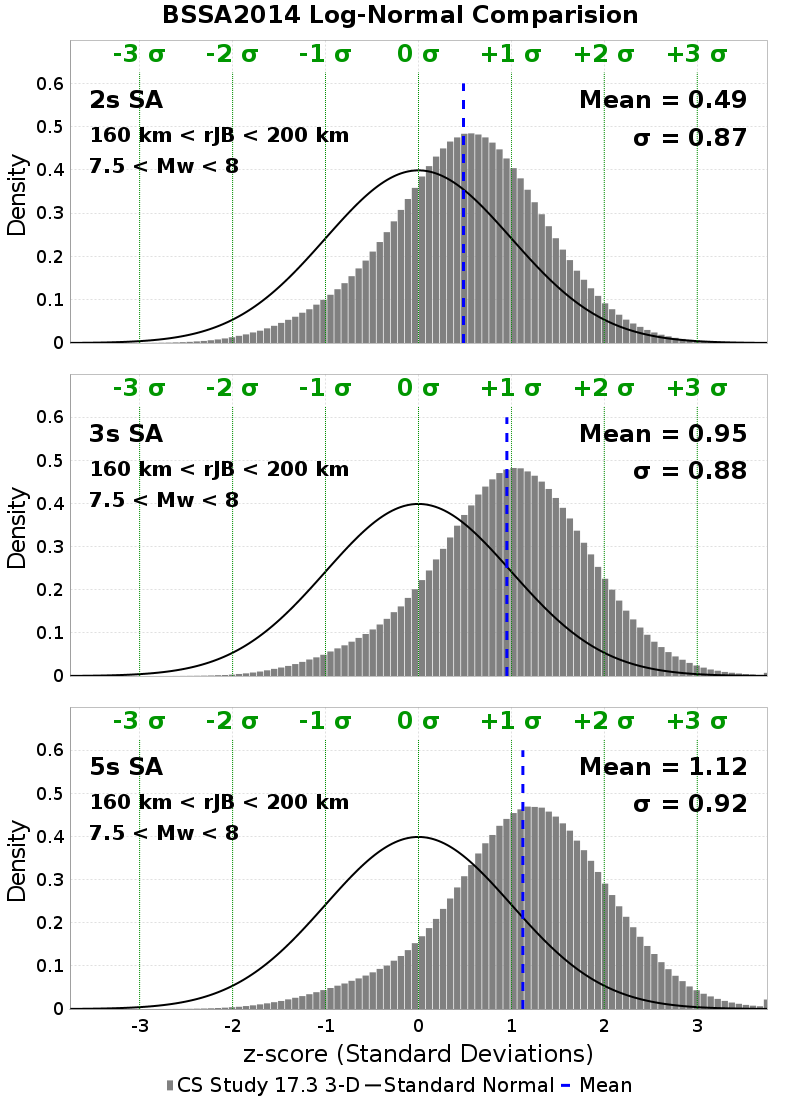 BSSA2014 Log-Normal Comparision
-3 σ -2 σ -1 σ 0 σ +1 σ +2 σ +3 σ
0.6
2s SA Mean = 0.49
0.5
160 km < rJB < 200 km σ = 0.87
7.5 < Mw < 8
0.4
0.3
0.2
0.1
0
Density
-3 σ -2 σ -1 σ 0 σ +1 σ +2 σ +3 σ
0.6
3s SA Mean = 0.95
0.5
160 km < rJB < 200 km σ = 0.88
7.5 < Mw < 8
0.4
0.3
0.2
0.1
0
Density
-3 σ -2 σ -1 σ 0 σ +1 σ +2 σ +3 σ
0.6
5s SA Mean = 1.12
0.5
160 km < rJB < 200 km σ = 0.92
7.5 < Mw < 8
0.4
0.3
0.2
0.1
0
Density
-3 -2 -1 0 1 2 3
z-score (Standard Deviations)
CS Study 17.3 3-D Standard Normal Mean